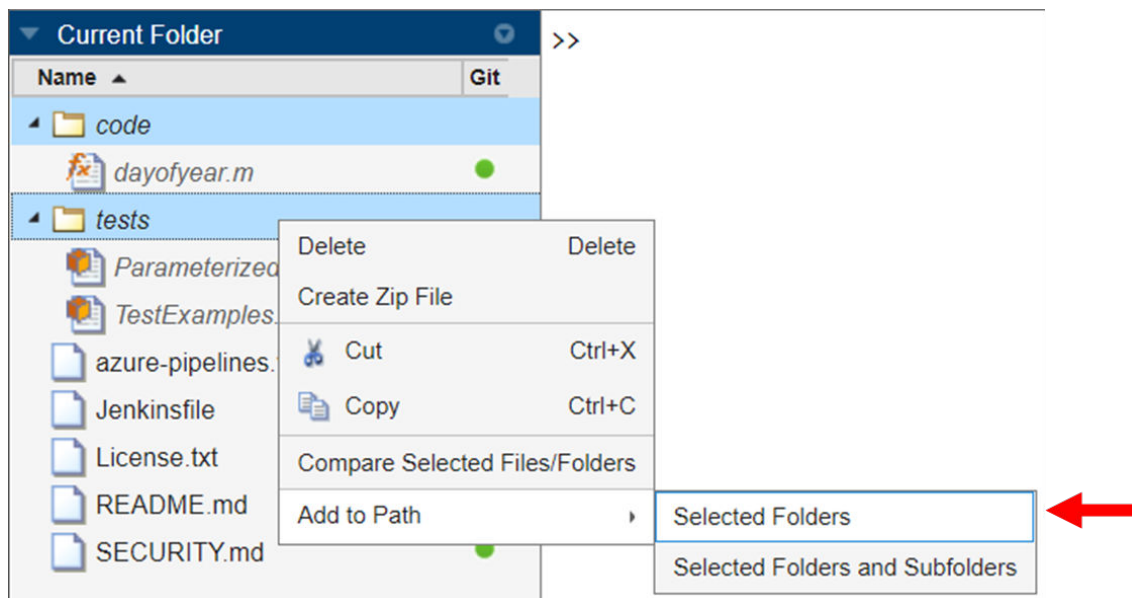 Current Folder
>>
Name Git
code
fx dayofyear.m
tests
Delete Delete
Parameterized
Create Zip File
TestExamples.
Cut Ctrl+X
azure-pipelines.
Copy Ctrl+C
Jenkinsfile
License.txt
Compare Selected Files/Folders
README.md
Add to Path
Selected Folders
SECURITY.md
Selected Folders and Subfolders